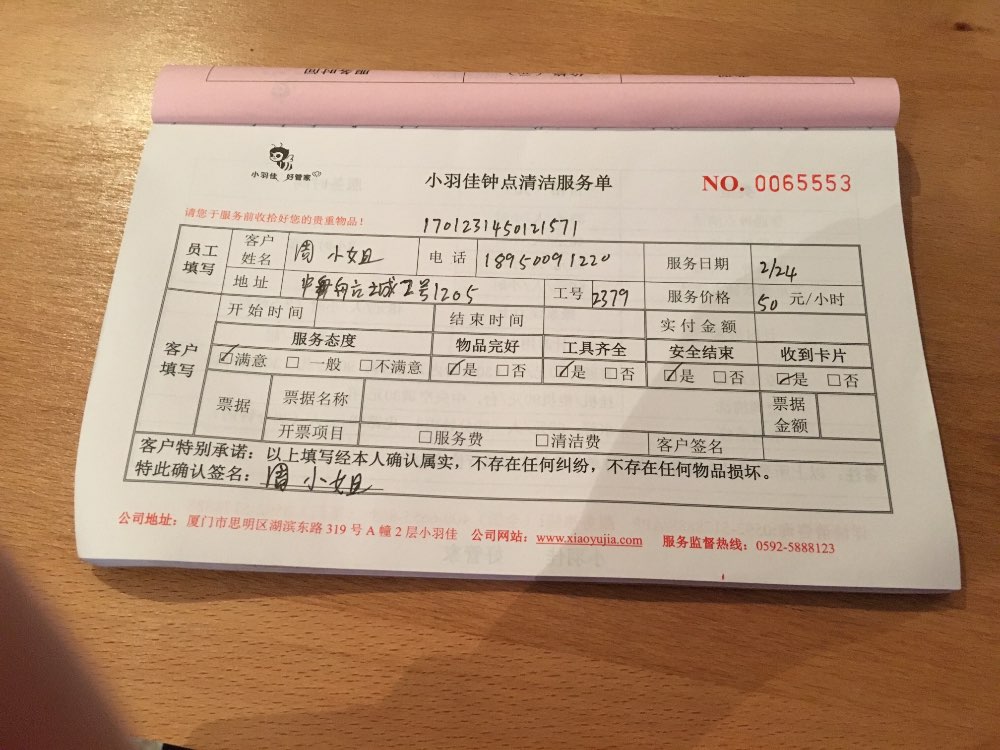 小羽佳 好管家
小羽佳钟点清洁服务单
NO. 0065553
请您于服务前收拾好您的贵重物品！
1701231450121571
员工填写 客户姓名 周 小姐 电话 18950091220 服务日期 2/24
地址 2号1205 工号 2379 服务价格 50 元/小时
客户填写 开始时间 结束时间 实付金额
服务态度 物品完好 工具齐全 安全结束 收到卡片
☑满意 □一般 □不满意 ☑是 □否 ☑是 □否 ☑是 □否 ☑是 □否
票据 票据名称 票据金额
开票项目 □服务费 □清洁费 客户签名
客户特别承诺：以上填写经本人确认属实，不存在任何纠纷，不存在任何物品损坏。
特此确认签名：周 小姐
公司地址：厦门市思明区湖滨东路 319 号 A 幢 2 层小羽佳 公司网站：www.xiaoyujia.com 服务监督热线：0592-5888123